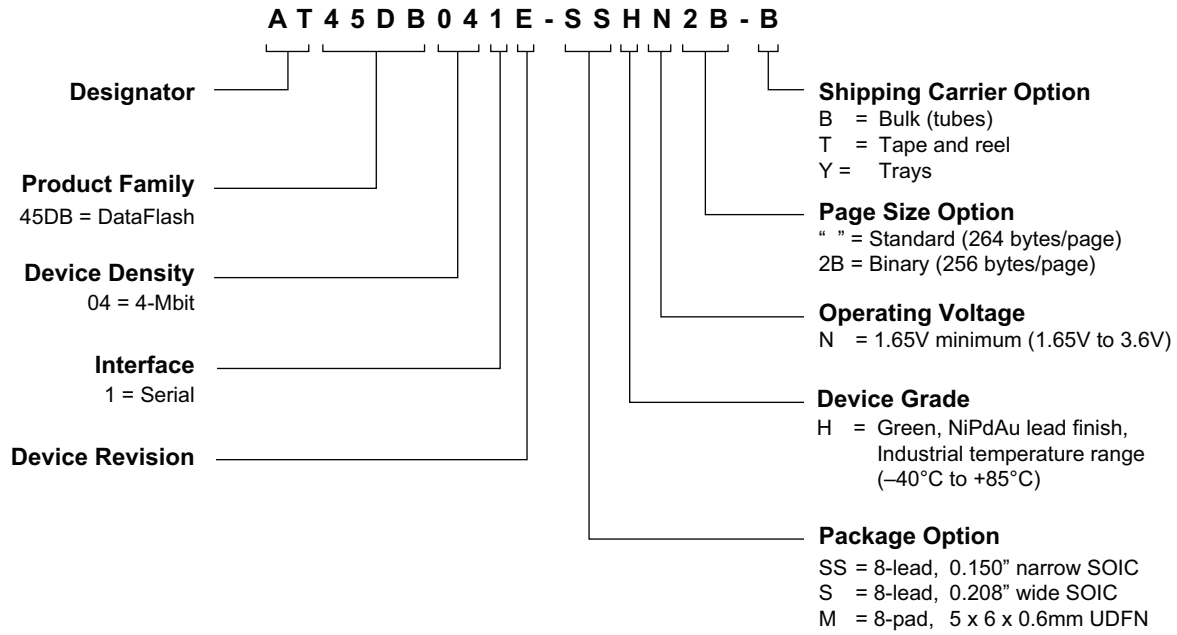 A T 4 5 D B 0 4 1 E - S S H N 2 B - B
Designator
Product Family
45DB = DataFlash
Device Density
04 = 4-Mbit
Interface
1 = Serial
Device Revision
Shipping Carrier Option
B = Bulk (tubes)
T = Tape and reel
Y = Trays
Page Size Option
“ ” = Standard (264 bytes/page)
2B = Binary (256 bytes/page)
Operating Voltage
N = 1.65V minimum (1.65V to 3.6V)
Device Grade
H = Green, NiPdAu lead finish,
Industrial temperature range
(–40°C to +85°C)
Package Option
SS = 8-lead, 0.150” narrow SOIC
S = 8-lead, 0.208” wide SOIC
M = 8-pad, 5 x 6 x 0.6mm UDFN